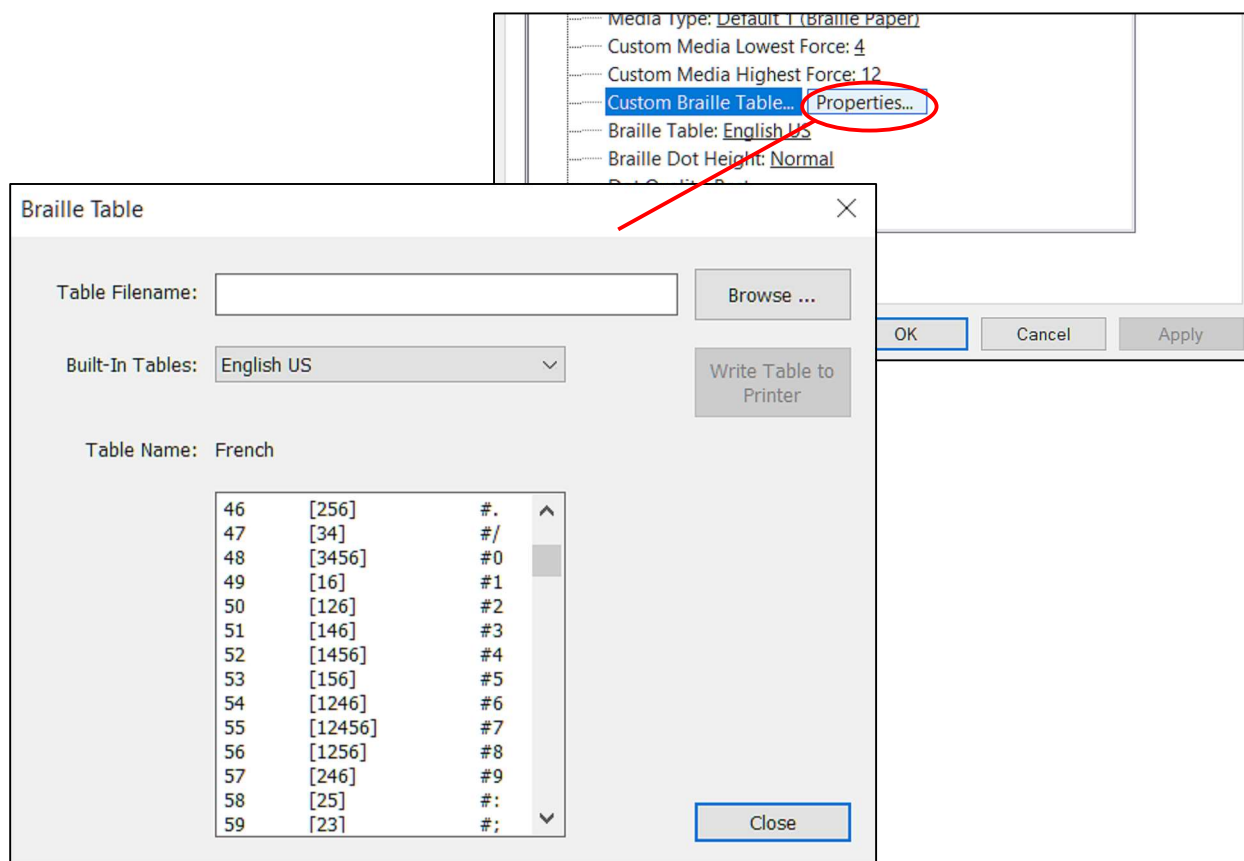 Media Type: Default 1 (Braille Paper)
Custom Media Lowest Force: 4
Custom Media Highest Force: 12
Custom Braille Table... Properties...
Braille Table: English US
Braille Dot Height: Normal
Braille Table
Table Filename: Browse ...
OK Cancel Apply
Built-In Tables: English US
Write Table to
Printer
Table Name: French
46 [256] #.
47 [34] #/
48 [3456] #0
49 [16] #1
50 [126] #2
51 [146] #3
52 [1456] #4
53 [156] #5
54 [1246] #6
55 [12456] #7
56 [1256] #8
57 [246] #9
58 [25] #:
59 [23] #;
Close